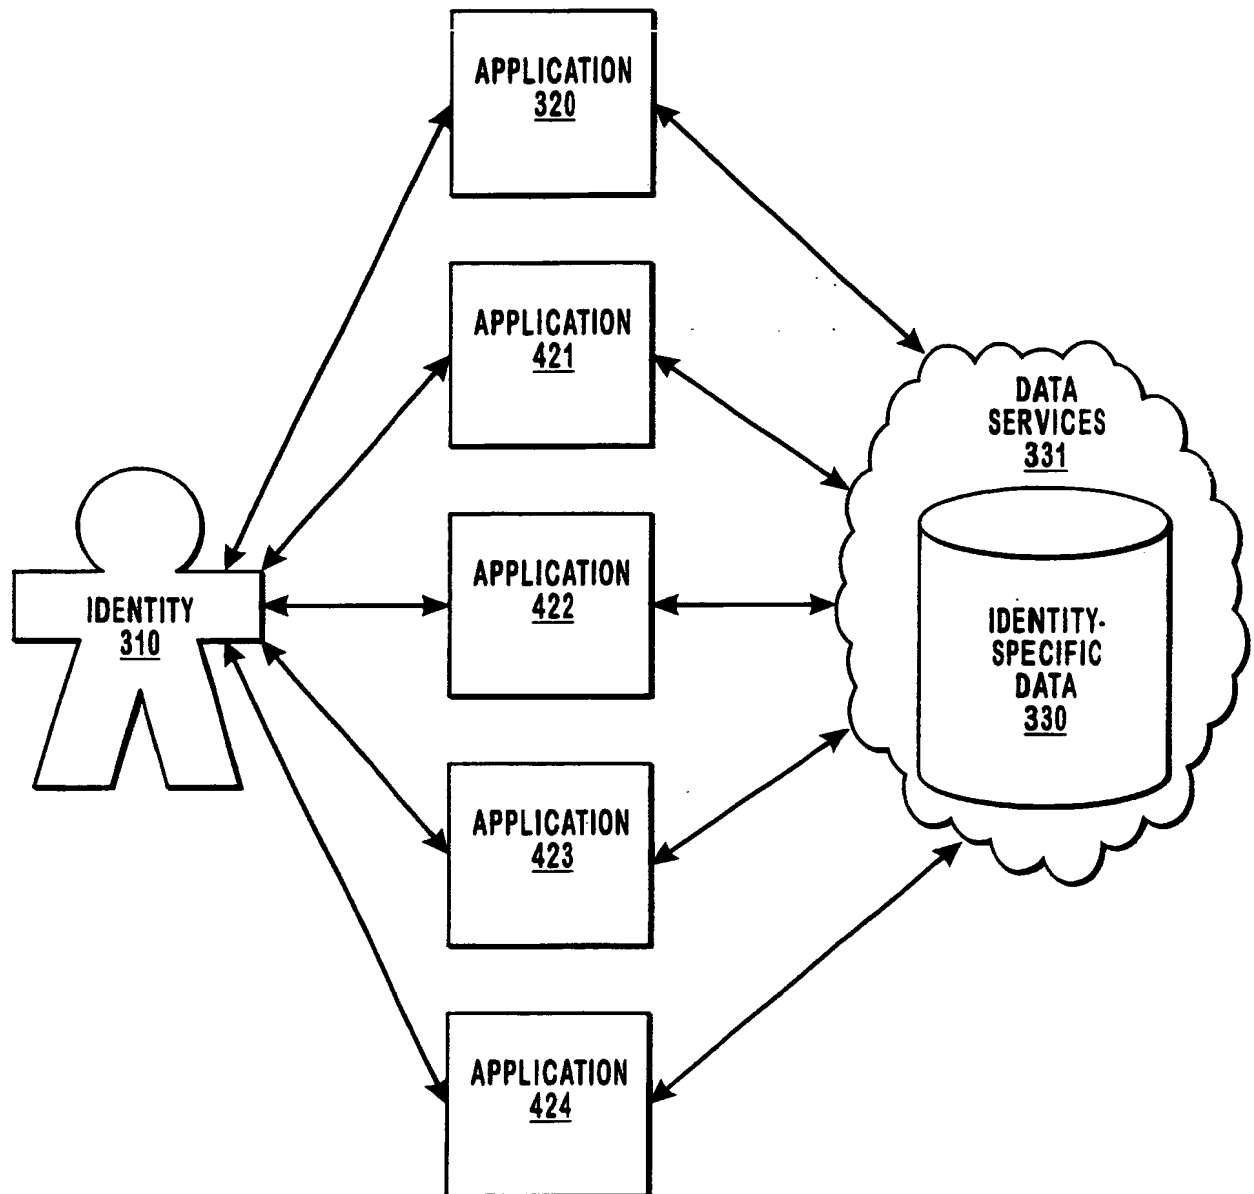 APPLICATION
320
APPLICATION
421
APPLICATION
422
APPLICATION
423
APPLICATION
424
IDENTITY
310
DATA
SERVICES
331
IDENTITY-
SPECIFIC
DATA
330